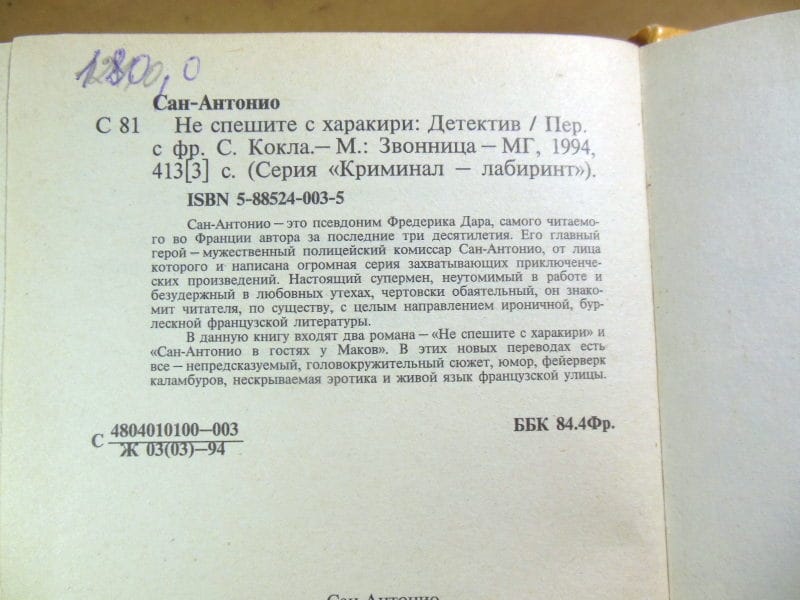 Сан-Антонио
С 81 Не спешите с харакири: Детектив / Пер.
с фр. С. Кокла.— М.: Звонница — МГ, 1994,
413[3] с. (Серия «Криминал — лабиринт»).
ISBN 5-88524-003-5
Сан-Антонио — это псевдоним Фредерика Дара, самого читаемо-
го во Франции автора за последние три десятилетия. Его главный
герой — мужественный полицейский комиссар Сан-Антонио, от лица
которого и написана огромная серия захватывающих приключенче-
ских произведений. Настоящий супермен, неутомимый в работе и
безудержный в любовных утехах, чертовски обаятельный, он знако-
мит читателя, по существу, с целым направлением ироничной, бур-
лескной французской литературы.
В данную книгу входят два романа — «Не спешите с харакири» и
«Сан-Антонио в гостях у Маков». В этих новых переводах есть
все — непредсказуемый, головокружительный сюжет, юмор, фейерверк
каламбуров, нескрываемая эротика и живой язык французской улицы.
С 4804010100—003
Ж 03(03)—94
ББК 84.4Фр.
Сан-Антонио